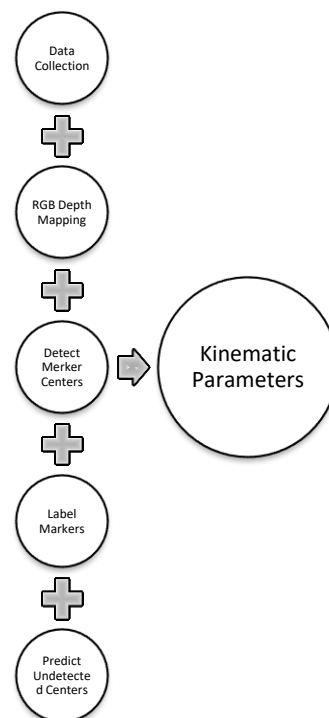 Data
Collection
RGB Depth
Mapping
Detect
Merker
Centers
Kinematic
Parameters
Label
Markers
Predict
Undetecte
d Centers